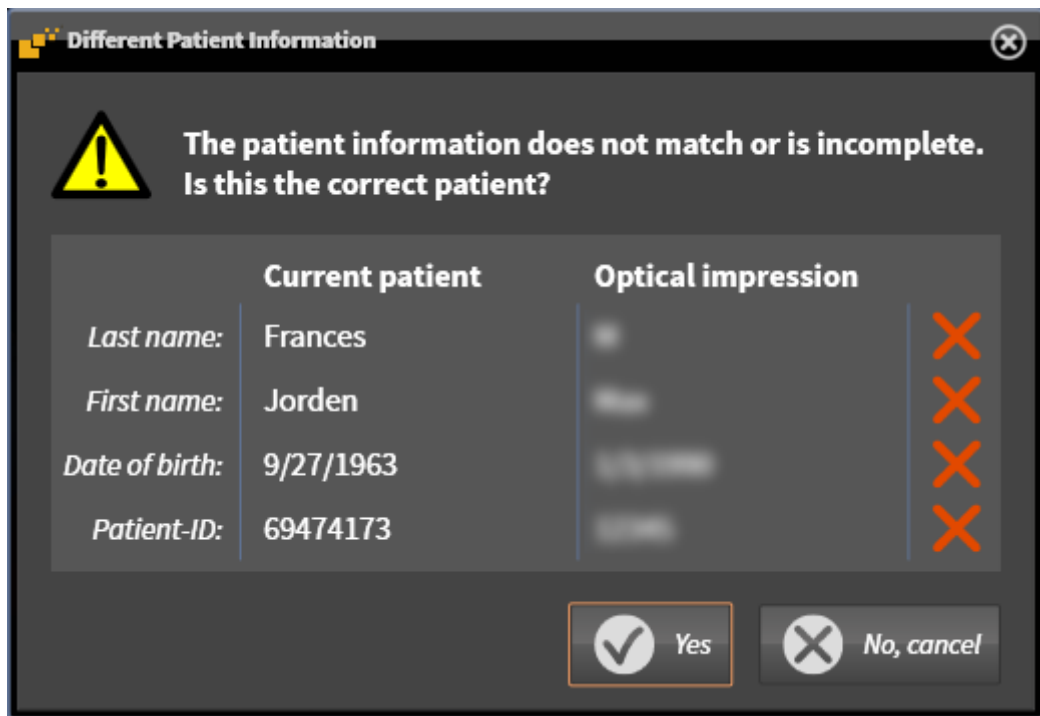 Different Patient Information
The patient information does not match or is incomplete.
Is this the correct patient?
Current patient Optical impression
Last name: Frances
First name: Jorden
Date of birth: 9/27/1963
Patient-ID: 69474173
Yes No, cancel